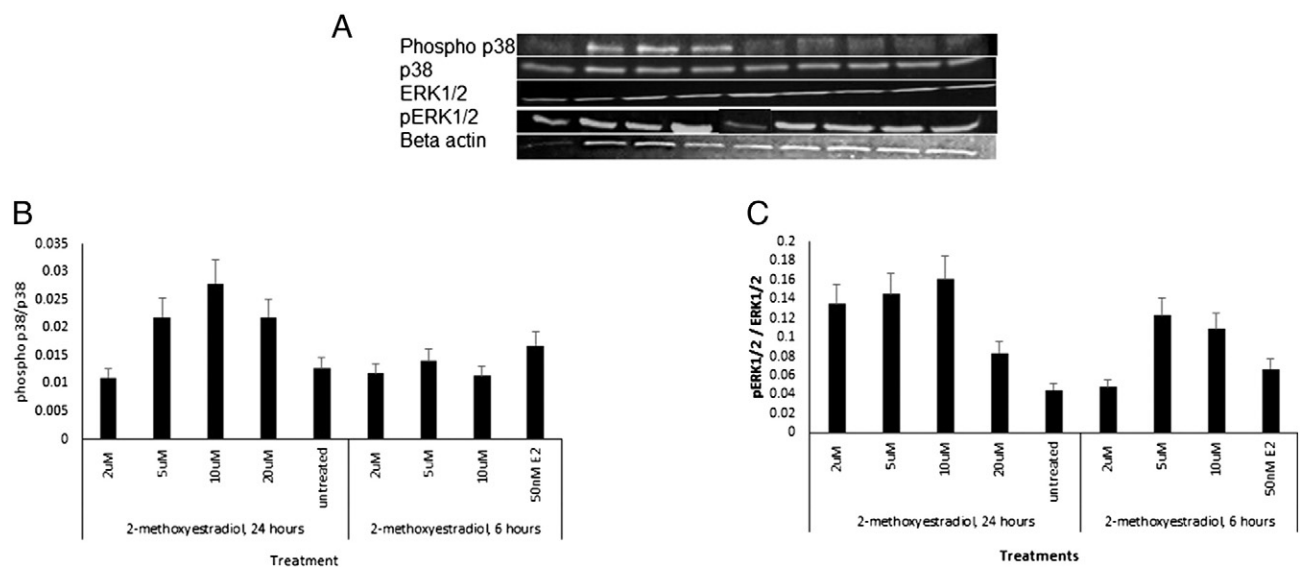 A
Phospho p38
p38
ERK1/2
pERK1/2
Beta actin
B
phospho p38/p38
0.035
0.03
0.025
0.02
0.015
0.01
0.005
0
2uM
5uM
10uM
20uM
untreated
2uM
5uM
10uM
50nM E2
2-methoxyestradiol, 24 hours
2-methoxyestradiol, 6 hours
Treatment
C
pERK1/2 / ERK1/2
0.2
0.18
0.16
0.14
0.12
0.1
0.08
0.06
0.04
0.02
0
2uM
5uM
10uM
20uM
untreated
2uM
5uM
10uM
50nM E2
2-methoxyestradiol, 24 hours
2-methoxyestradiol, 6 hours
Treatments